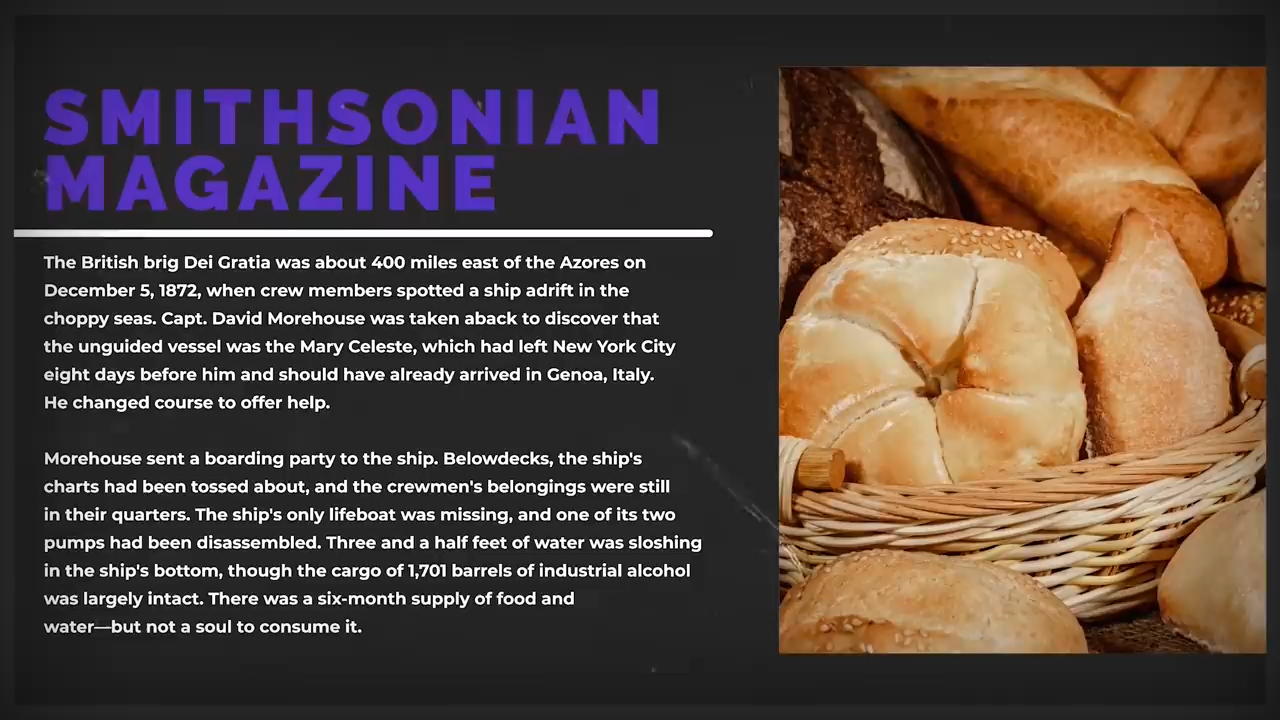 SMITHSONIAN
MAGAZINE
The British brig Dei Gratia was about 400 miles east of the Azores on
December 5, 1872, when crew members spotted a ship adrift in the
choppy seas. Capt. David Morehouse was taken aback to discover that
the unguided vessel was the Mary Celeste, which had left New York City
eight days before him and should have already arrived in Genoa, Italy.
He changed course to offer help.
Morehouse sent a boarding party to the ship. Belowdecks, the ship's
charts had been tossed about, and the crewmen's belongings were still
in their quarters. The ship's only lifeboat was missing, and one of its two
pumps had been disassembled. Three and a half feet of water was sloshing
in the ship's bottom, though the cargo of 1,701 barrels of industrial alcohol
was largely intact. There was a six-month supply of food and
water—but not a soul to consume it.